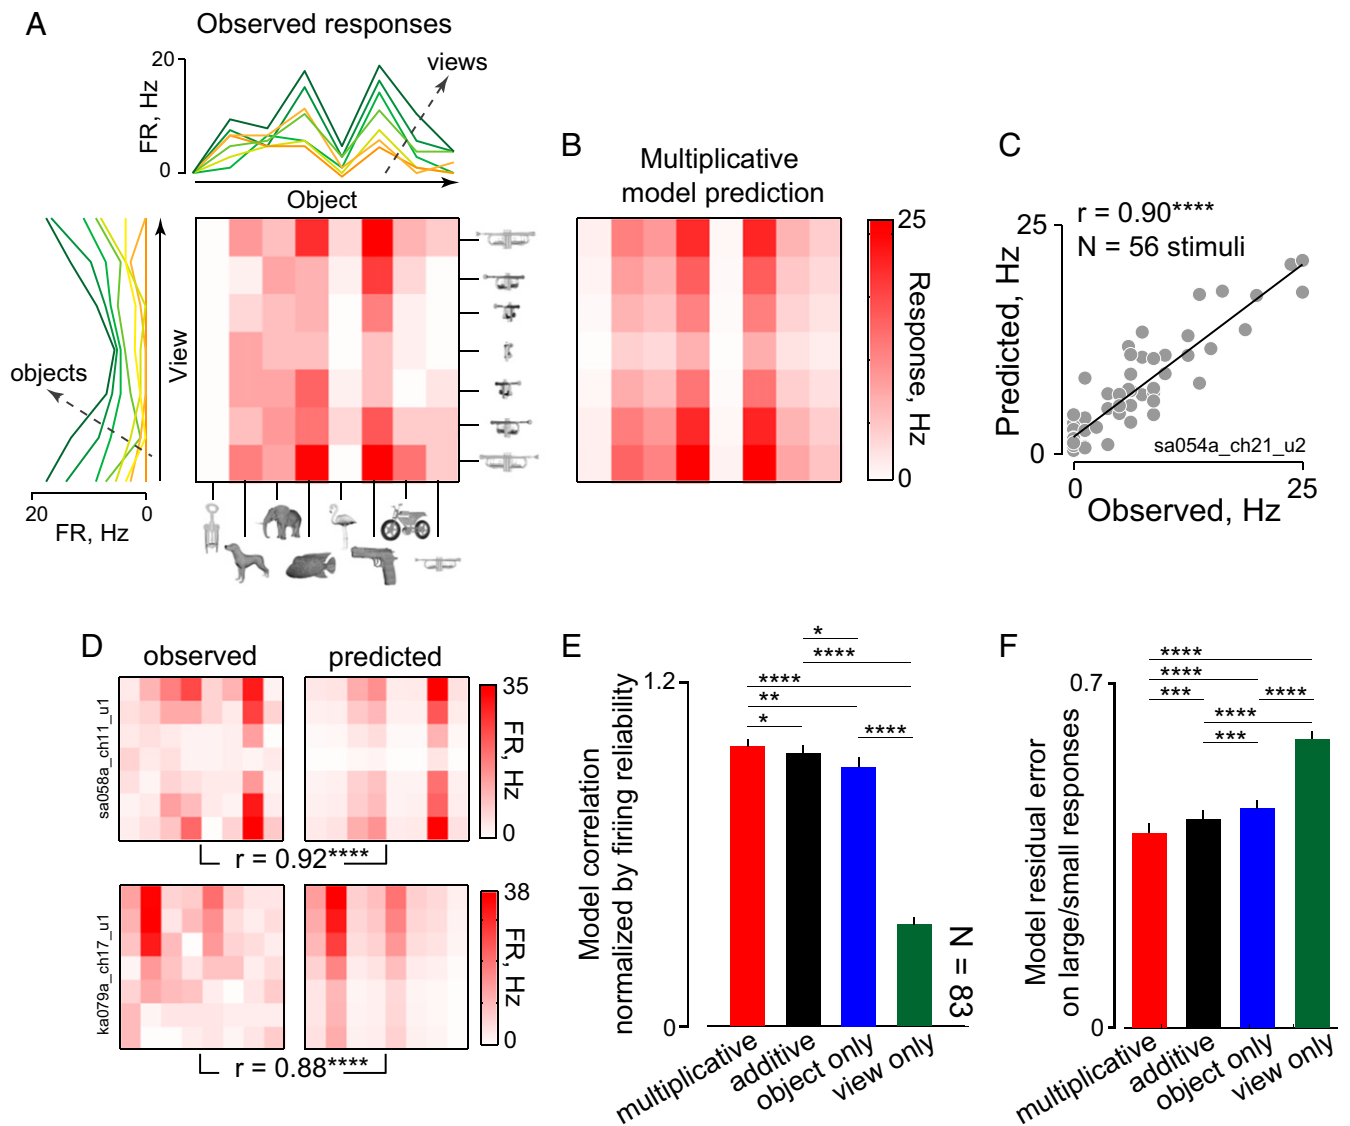 A
Observed responses
20
FR, Hz
0
views
Object
View
objects
20
0
FR, Hz
B
Multiplicative
model prediction
25
Response, Hz
0
C
r = 0.90****
N = 56 stimuli
25
Predicted, Hz
0
sa054a_ch21_u2
0
25
Observed, Hz
D
observed
predicted
sa058a_ch11_u1
35
FR, Hz
0
r = 0.92****
ka079a_ch17_u1
38
FR, Hz
0
r = 0.88****
E
*
****
****
**
*
****
1.2
Model correlation
normalized by firiing reliability
0
N = 83
multiplicative
additive
object only
view only
F
****
****
***
****
****
***
0.7
Model residual error
on large/small responses
0
multiplicative
additive
object only
view only